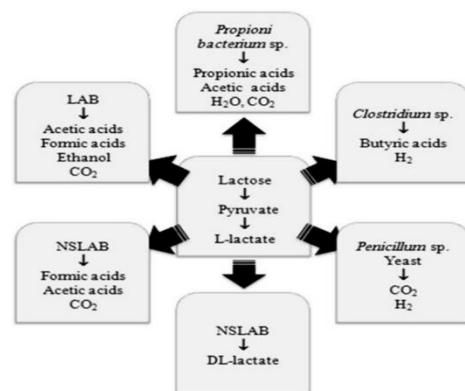 Propioni
bacterium sp.
↓
Propionic acids
Acetic acids
H₂O, CO₂
LAB
↓
Acetic acids
Formic acids
Ethanol
CO₂
Clostridium sp.
↓
Butyric acids
H₂
Lactose
↓
Pyruvate
↓
L-lactate
NSLAB
↓
Formic acids
Acetic acids
CO₂
Penicillum sp.
Yeast
↓
CO₂
H₂
NSLAB
↓
DL-lactate